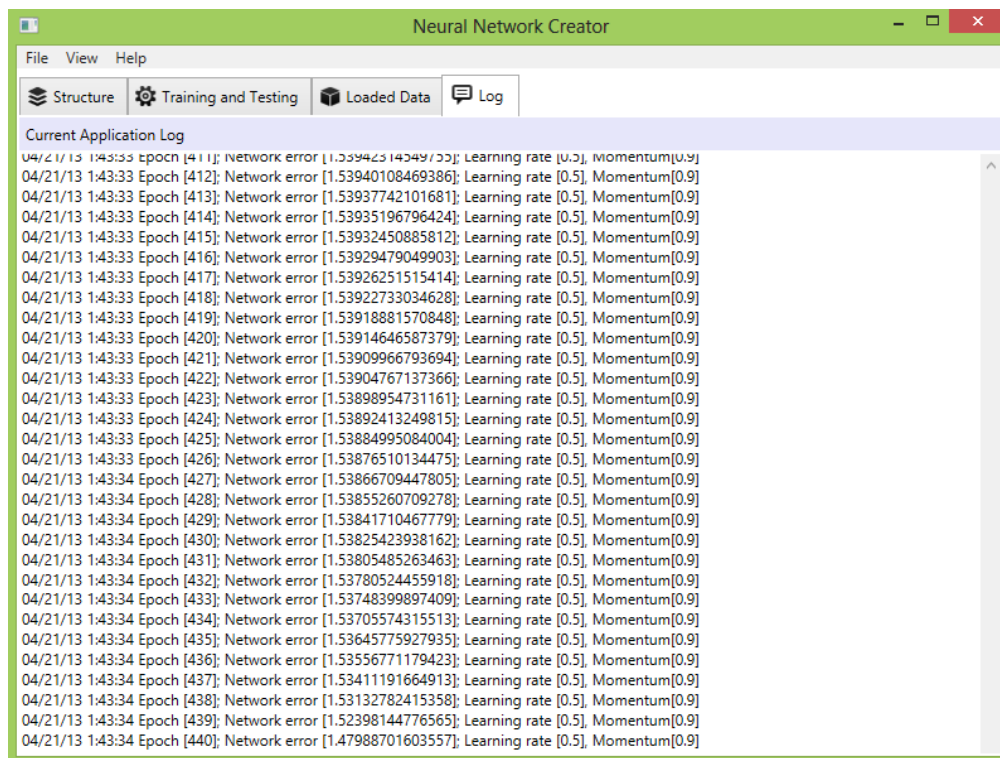 Neural Network Creator
File View Help
Structure Training and Testing Loaded Data Log
Current Application Log
04/21/13 1:43:33 Epoch [411]; Network error [1.53942314549755]; Learning rate [0.5], Momentum[0.9]
04/21/13 1:43:33 Epoch [412]; Network error [1.53940108469386]; Learning rate [0.5], Momentum[0.9]
04/21/13 1:43:33 Epoch [413]; Network error [1.53937742101681]; Learning rate [0.5], Momentum[0.9]
04/21/13 1:43:33 Epoch [414]; Network error [1.53935196796424]; Learning rate [0.5], Momentum[0.9]
04/21/13 1:43:33 Epoch [415]; Network error [1.53932450885812]; Learning rate [0.5], Momentum[0.9]
04/21/13 1:43:33 Epoch [416]; Network error [1.53929479049903]; Learning rate [0.5], Momentum[0.9]
04/21/13 1:43:33 Epoch [417]; Network error [1.53926251515414]; Learning rate [0.5], Momentum[0.9]
04/21/13 1:43:33 Epoch [418]; Network error [1.53922733034628]; Learning rate [0.5], Momentum[0.9]
04/21/13 1:43:33 Epoch [419]; Network error [1.53918881570848]; Learning rate [0.5], Momentum[0.9]
04/21/13 1:43:33 Epoch [420]; Network error [1.53914646587379]; Learning rate [0.5], Momentum[0.9]
04/21/13 1:43:33 Epoch [421]; Network error [1.53909966793694]; Learning rate [0.5], Momentum[0.9]
04/21/13 1:43:33 Epoch [422]; Network error [1.53904767137366]; Learning rate [0.5], Momentum[0.9]
04/21/13 1:43:33 Epoch [423]; Network error [1.53898954731161]; Learning rate [0.5], Momentum[0.9]
04/21/13 1:43:33 Epoch [424]; Network error [1.53892413249815]; Learning rate [0.5], Momentum[0.9]
04/21/13 1:43:33 Epoch [425]; Network error [1.53884995084004]; Learning rate [0.5], Momentum[0.9]
04/21/13 1:43:33 Epoch [426]; Network error [1.53876510134475]; Learning rate [0.5], Momentum[0.9]
04/21/13 1:43:34 Epoch [427]; Network error [1.53866709447805]; Learning rate [0.5], Momentum[0.9]
04/21/13 1:43:34 Epoch [428]; Network error [1.53855260709278]; Learning rate [0.5], Momentum[0.9]
04/21/13 1:43:34 Epoch [429]; Network error [1.53841710467779]; Learning rate [0.5], Momentum[0.9]
04/21/13 1:43:34 Epoch [430]; Network error [1.53825423938162]; Learning rate [0.5], Momentum[0.9]
04/21/13 1:43:34 Epoch [431]; Network error [1.53805485263463]; Learning rate [0.5], Momentum[0.9]
04/21/13 1:43:34 Epoch [432]; Network error [1.53780524455918]; Learning rate [0.5], Momentum[0.9]
04/21/13 1:43:34 Epoch [433]; Network error [1.53748399897409]; Learning rate [0.5], Momentum[0.9]
04/21/13 1:43:34 Epoch [434]; Network error [1.53705574315513]; Learning rate [0.5], Momentum[0.9]
04/21/13 1:43:34 Epoch [435]; Network error [1.53645775927935]; Learning rate [0.5], Momentum[0.9]
04/21/13 1:43:34 Epoch [436]; Network error [1.53556771179423]; Learning rate [0.5], Momentum[0.9]
04/21/13 1:43:34 Epoch [437]; Network error [1.53411191664913]; Learning rate [0.5], Momentum[0.9]
04/21/13 1:43:34 Epoch [438]; Network error [1.53132782415358]; Learning rate [0.5], Momentum[0.9]
04/21/13 1:43:34 Epoch [439]; Network error [1.52398144776565]; Learning rate [0.5], Momentum[0.9]
04/21/13 1:43:34 Epoch [440]; Network error [1.47988701603557]; Learning rate [0.5], Momentum[0.9]